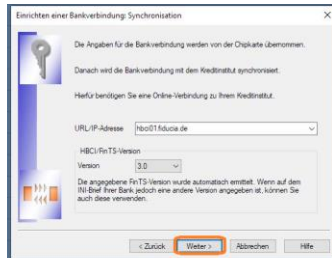 Einrichten einer Bankverbindung: Synchronisation
Die Angaben für die Bankverbindung werden von der Chipkarte übernommen.
Danach wird die Bankverbindung mit dem Kreditinstitut synchronisiert.
Hierfür benötigen Sie eine Online-Verbindung zu Ihrem Kreditinstitut.
URL/IP-Adresse hbci01.fiducia.de
HBCI/FinTS-Version
Version 3.0
Die angegebene FinTS-Version wurde automatisch ermittelt. Wenn auf dem
INI-Brief Ihrer Bank jedoch eine andere Version angegeben ist, können Sie
auch diese verwenden.
< Zurück Weiter > Abbrechen Hilfe